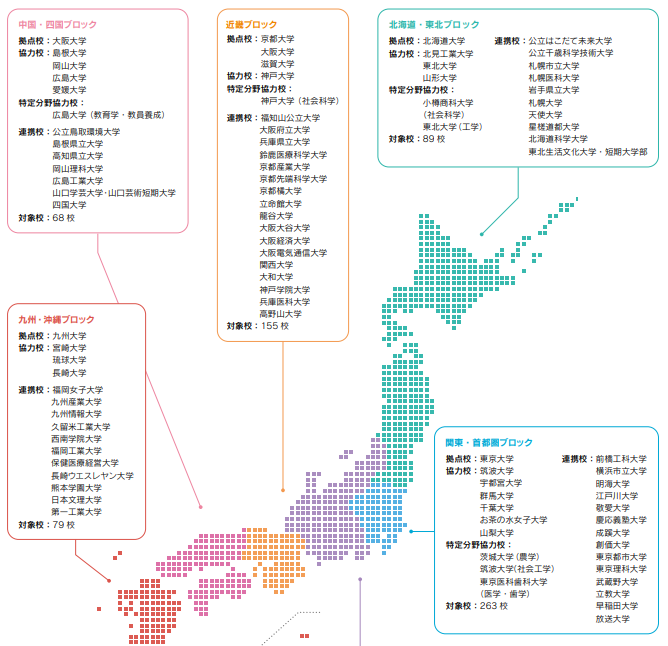 中国・四国ブロック
拠点校：広島大学
協力校：島根大学
岡山大学
広島大学
愛媛大学
特定分野協力校：
広島大学（教育学・教員養成）
連携校：公立鳥取環境大学
島根県立大学
高知県立大学
岡山理科大学
広島工業大学
山口学芸大学・山口芸術短期大学
四国大学
対象校：68 校
近畿ブロック
拠点校：京都大学
大阪大学
滋賀大学
協力校：神戸大学
特定分野協力校：
神戸大学（社会科学）
連携校：福知山公立大学
大阪府立大学
兵庫県立大学
鈴鹿医療科学大学
京都産業大学
京都先端科学大学
京都橘大学
立命館大学
龍谷大学
大阪大谷大学
大阪経済大学
大阪電気通信大学
関西大学
大和大学
神戸学院大学
兵庫医科大学
高野山大学
対象校：155 校
北海道・東北ブロック
拠点校：北海道大学
協力校：北見工業大学
東北大学
山形大学
特定分野協力校：
小樽商科大学
（社会科学）
東北大学（工学）
対象校：89 校
連携校：公立はこだて未来大学
公立千歳科学技術大学
札幌市立大学
札幌医科大学
岩手県立大学
札幌大学
天使大学
星槎道都大学
北海道科学大学
東北生活文化大学・短期大学部
九州・沖縄ブロック
拠点校：九州大学
協力校：宮崎大学
琉球大学
長崎大学
連携校：福岡女子大学
九州産業大学
九州情報大学
久留米工業大学
西南学院大学
福岡工業大学
保健医療経営大学
長崎ウエスレヤン大学
熊本学園大学
日本文理大学
第一工業大学
対象校：79 校
関東・首都圏ブロック
拠点校：東京大学
協力校：筑波大学
宇都宮大学
群馬大学
千葉大学
お茶の水女子大学
山梨大学
特定分野協力校：
茨城大学（農学）
筑波大学（社会工学）
東京医科歯科大学
（医学・歯学）
対象校：263 校
連携校：前橋工科大学
横浜市立大学
明海大学
江戸川大学
敬愛大学
慶応義塾大学
成蹊大学
創価大学
東京都市大学
東京理科大学
武蔵野大学
立教大学
早稲田大学
放送大学